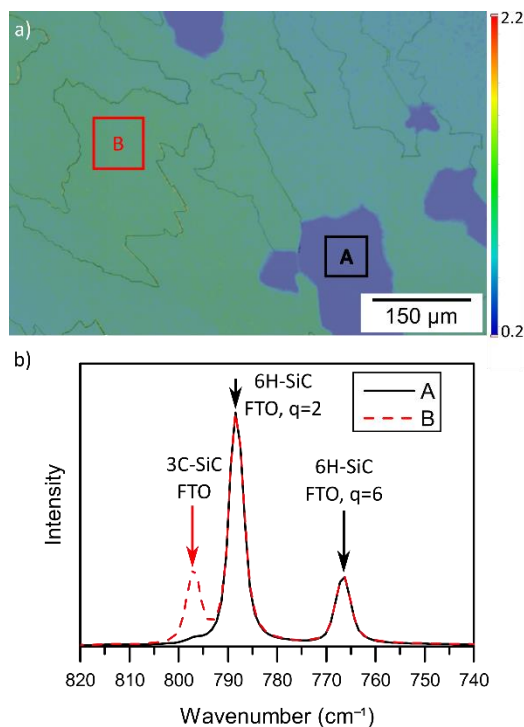 a)
2.2
B
A
150 µm
0.2
b)
6H-SiC
FTO, q=2
A
B
3C-SiC
FTO
6H-SiC
FTO, q=6
Intensity
820 810 800 790 780 770 760 750 740
Wavenumber (cm⁻¹)